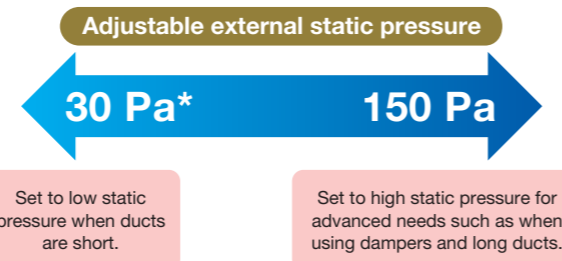 Adjustable external static pressure
30 Pa* 150 Pa
Set to low static
pressure when ducts
are short.
Set to high static pressure for
advanced needs such as when
using dampers and long ducts.